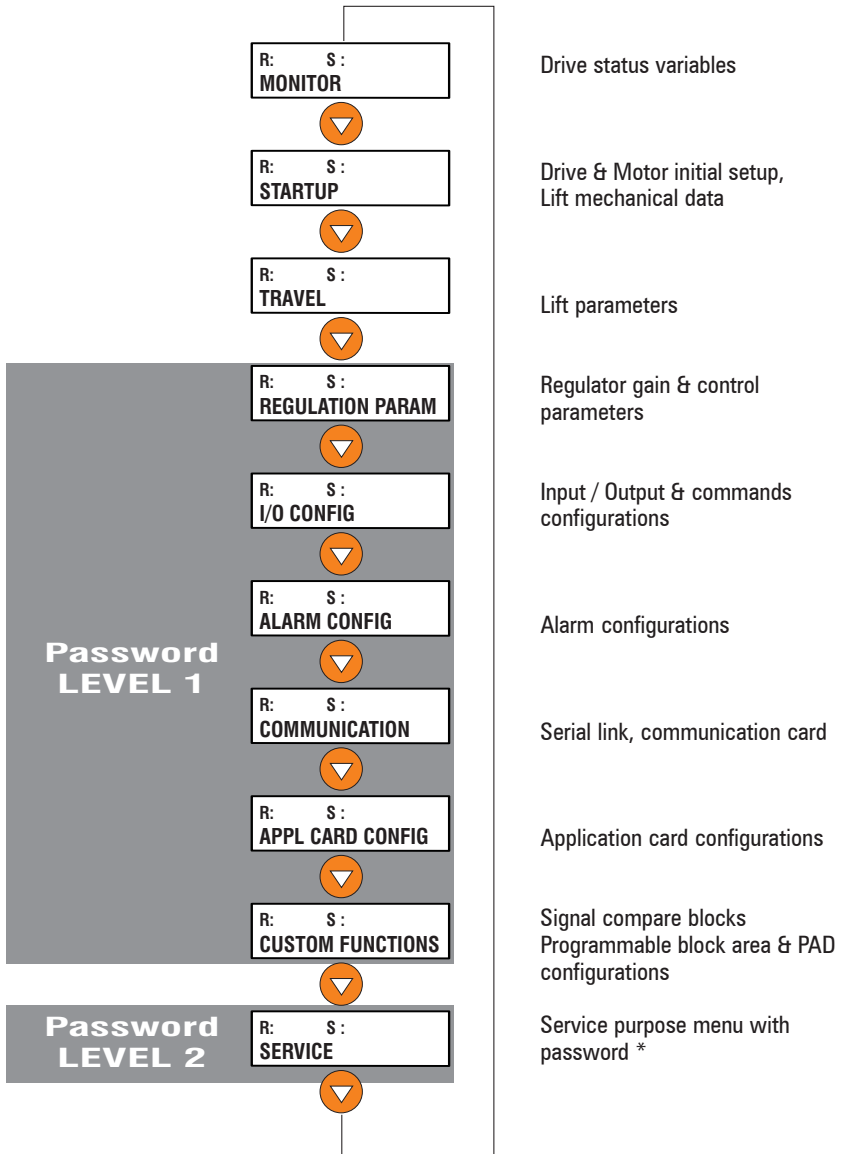 R: S :
MONITOR
Drive status variables
R: S :
STARTUP
Drive & Motor initial setup,
Lift mechanical data
R: S :
TRAVEL
Lift parameters
Password
LEVEL 1
R: S :
REGULATION PARAM
Regulator gain & control
parameters
R: S :
I/O CONFIG
Input / Output & commands
configurations
R: S :
ALARM CONFIG
Alarm configurations
R: S :
COMMUNICATION
Serial link, communication card
R: S :
APPL CARD CONFIG
Application card configurations
R: S :
CUSTOM FUNCTIONS
Signal compare blocks
Programmable block area & PAD
configurations
Password
LEVEL 2
R: S :
SERVICE
Service purpose menu with
password *